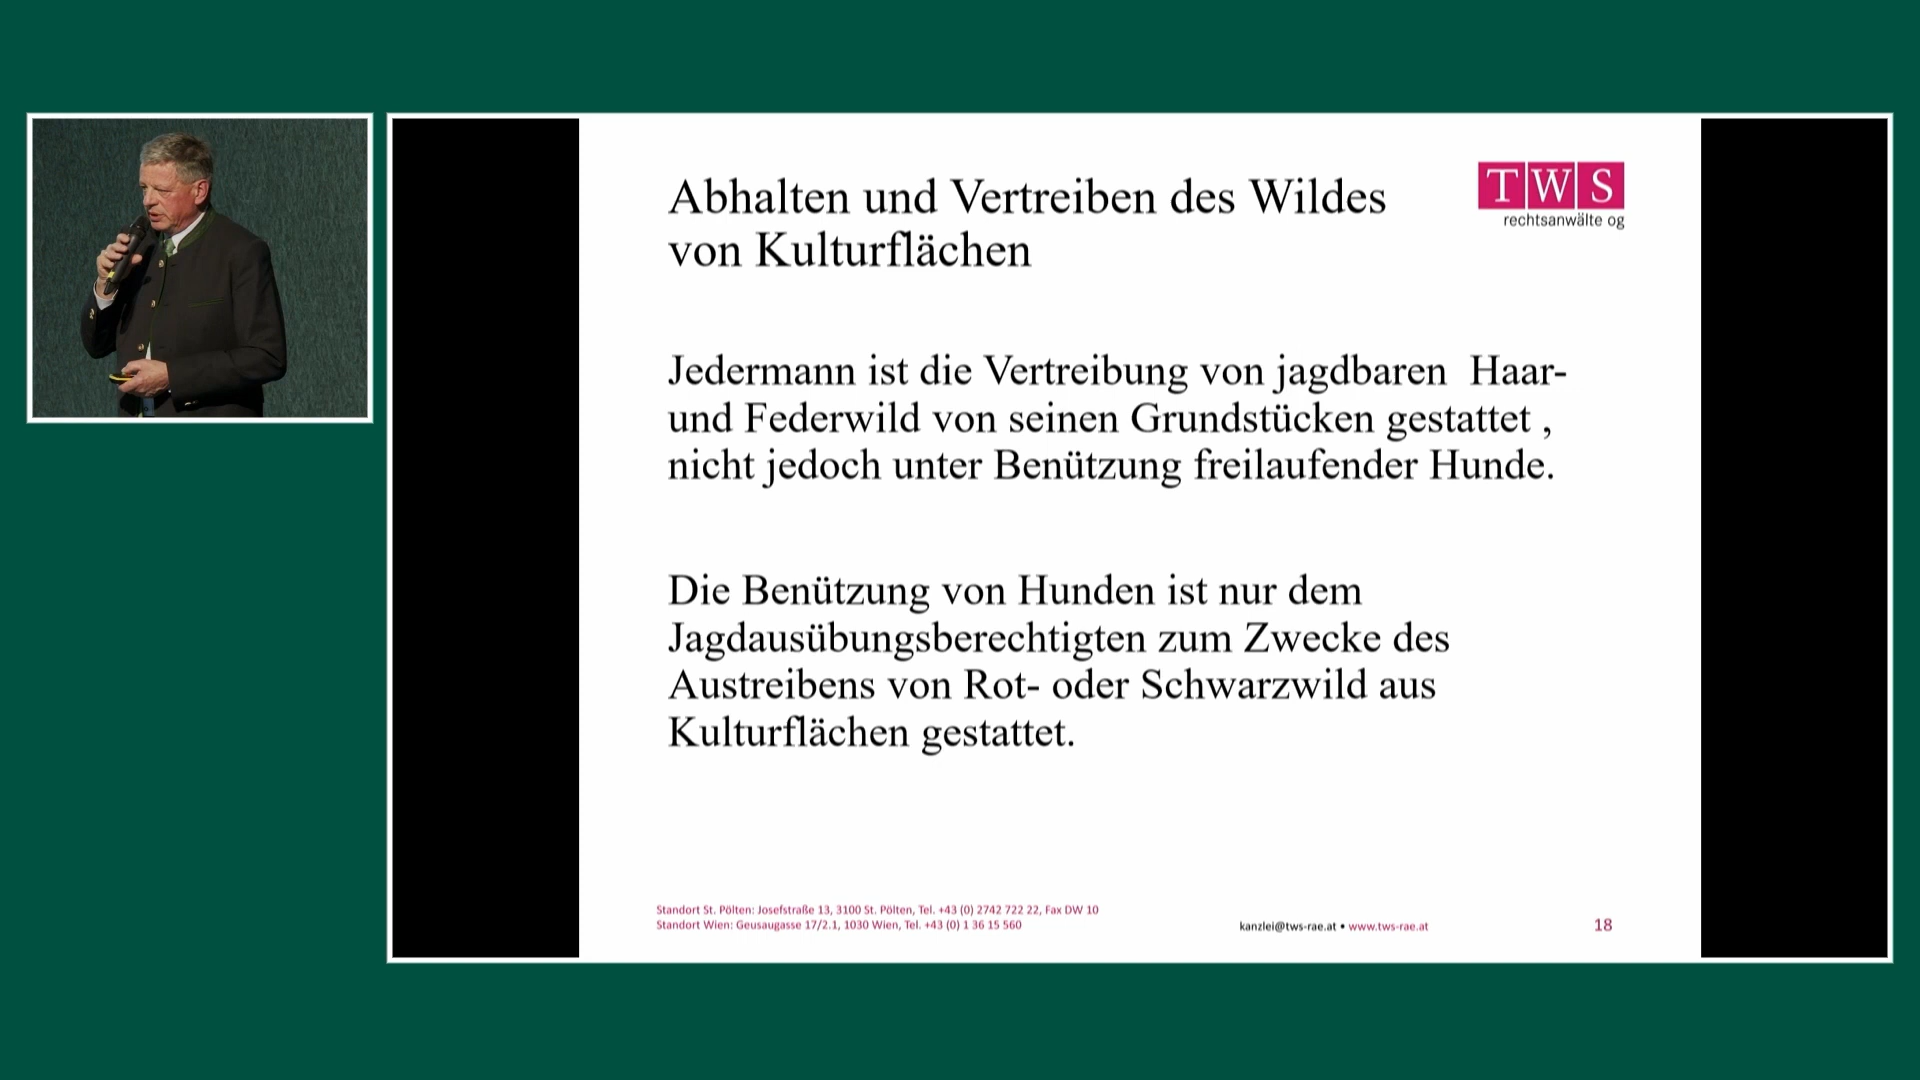 Abhalten und Vertreiben des Wildes
von Kulturflächen
TWS
rechtsanwälte og
Jedermann ist die Vertreibung von jagdbaren  Haar-
und Federwild von seinen Grundstücken gestattet ,
nicht jedoch unter Benützung freilaufender Hunde.
Die Benützung von Hunden ist nur dem
Jagdausübungsberechtigten zum Zwecke des
Austreibens von Rot- oder Schwarzwild aus
Kulturflächen gestattet.
Standort St. Pölten: Josefstraße 13, 3100 St. Pölten, Tel. +43 (0) 2742 722 22, Fax DW 10
Standort Wien: Geusaugasse 17/2.1, 1030 Wien, Tel. +43 (0) 1 36 15 560
kanzlei@tws-rae.at • www.tws-rae.at
18